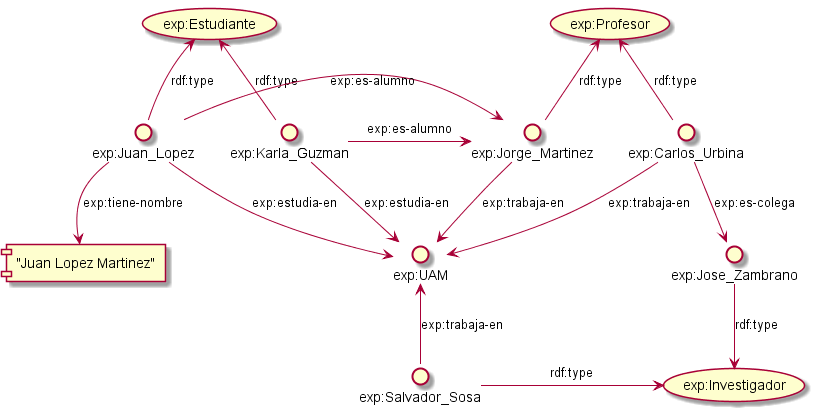 exp:Estudiante
exp:Profesor
rdf:type
rdf:type
exp:es-alumno
rdf:type
rdf:type
exp:es-alumno
exp:Juan_Lopez
exp:Karla_Guzman
exp:Jorge_Martinez
exp:Carlos_Urbina
exp:tiene-nombre
exp:estudia-en
exp:estudia-en
exp:trabaja-en
exp:trabaja-en
exp:es-colega
"Juan Lopez Martinez"
exp:UAM
exp:Jose_Zambrano
exp:trabaja-en
rdf:type
rdf:type
exp:Investigador
exp:Salvador_Sosa